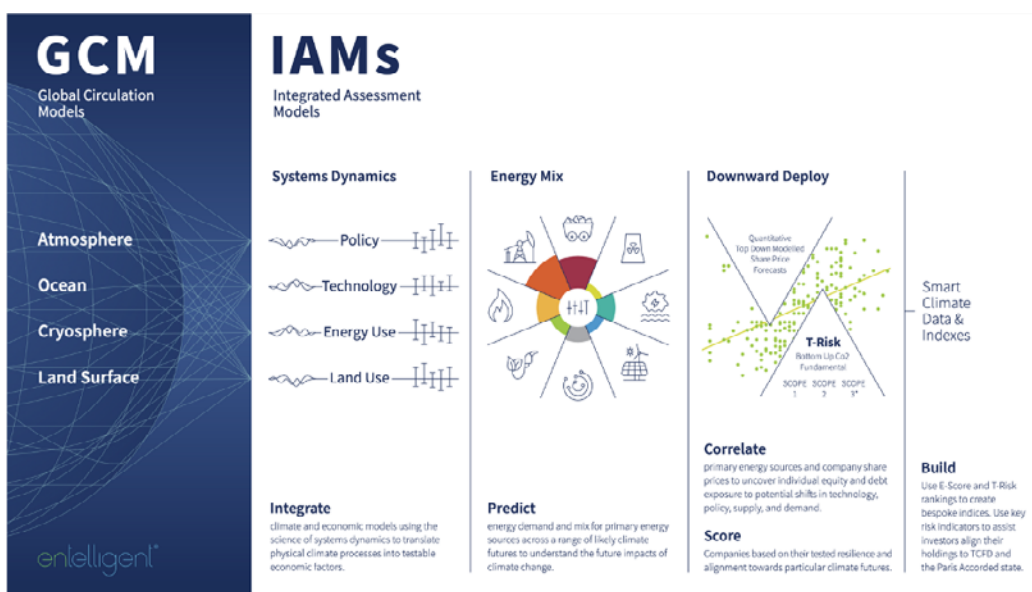 GCM
Global Circulation
Models
Atmosphere
Ocean
Cryosphere
Land Surface
entelligent
IAMs
Integrated Assessment
Models
Systems Dynamics
Policy
Technology
Energy Use
Land Use
Integrate
climate and economic models using the
science of systems dynamics to translate
physical climate processes into testable
economic factors.
Energy Mix
Predict
energy demand and mix for primary energy
sources across a range of likely climate
futures to understand the future impacts of
climate change.
Downward Deploy
Quantitative
Top Down Modelled
Share Price
Forecasts
T-Risk
Bottom Up Co2
Fundamental
SCOPE SCOPE SCOPE
1 2 3*
Correlate
primary energy sources and company share
prices to uncover individual equity and debt
exposure to potential shifts in technology,
policy, supply, and demand.
Score
Companies based on their tested resilience and
alignment towards particular climate futures.
Smart
Climate
Data &
Indexes
Build
Use E-Score and T-Risk
rankings to create
bespoke indices. Use key
risk indicators to assist
investors align their
holdings to TCFD and
the Paris Accorded state.